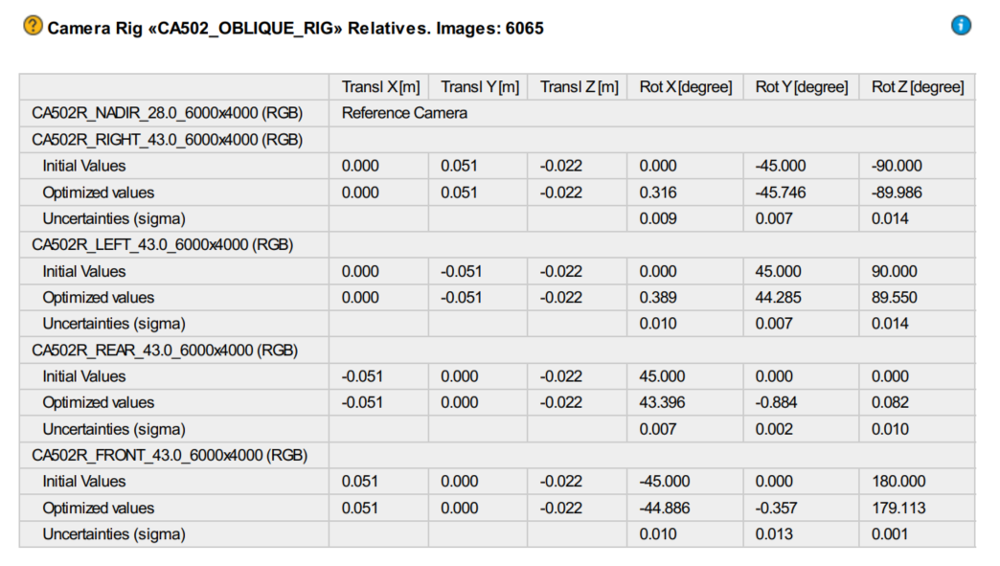 Camera Rig «CA502_OBLIQUE_RIG» Relatives. Images: 6065
Transl X[m] Transl Y[m] Transl Z[m] Rot X[degree] Rot Y[degree] Rot Z[degree]
CA502R_NADIR_28.0_6000x4000 (RGB) Reference Camera
CA502R_RIGHT_43.0_6000x4000 (RGB)
Initial Values 0.000 0.051 -0.022 0.000 -45.000 -90.000
Optimized values 0.000 0.051 -0.022 0.316 -45.746 -89.986
Uncertainties (sigma) 0.009 0.007 0.014
CA502R_LEFT_43.0_6000x4000 (RGB)
Initial Values 0.000 -0.051 -0.022 0.000 45.000 90.000
Optimized values 0.000 -0.051 -0.022 0.389 44.285 89.550
Uncertainties (sigma) 0.010 0.007 0.014
CA502R_REAR_43.0_6000x4000 (RGB)
Initial Values -0.051 0.000 -0.022 45.000 0.000 0.000
Optimized values -0.051 0.000 -0.022 43.396 -0.884 0.082
Uncertainties (sigma) 0.007 0.002 0.010
CA502R_FRONT_43.0_6000x4000 (RGB)
Initial Values 0.051 0.000 -0.022 -45.000 0.000 180.000
Optimized values 0.051 0.000 -0.022 -44.886 -0.357 179.113
Uncertainties (sigma) 0.010 0.013 0.001